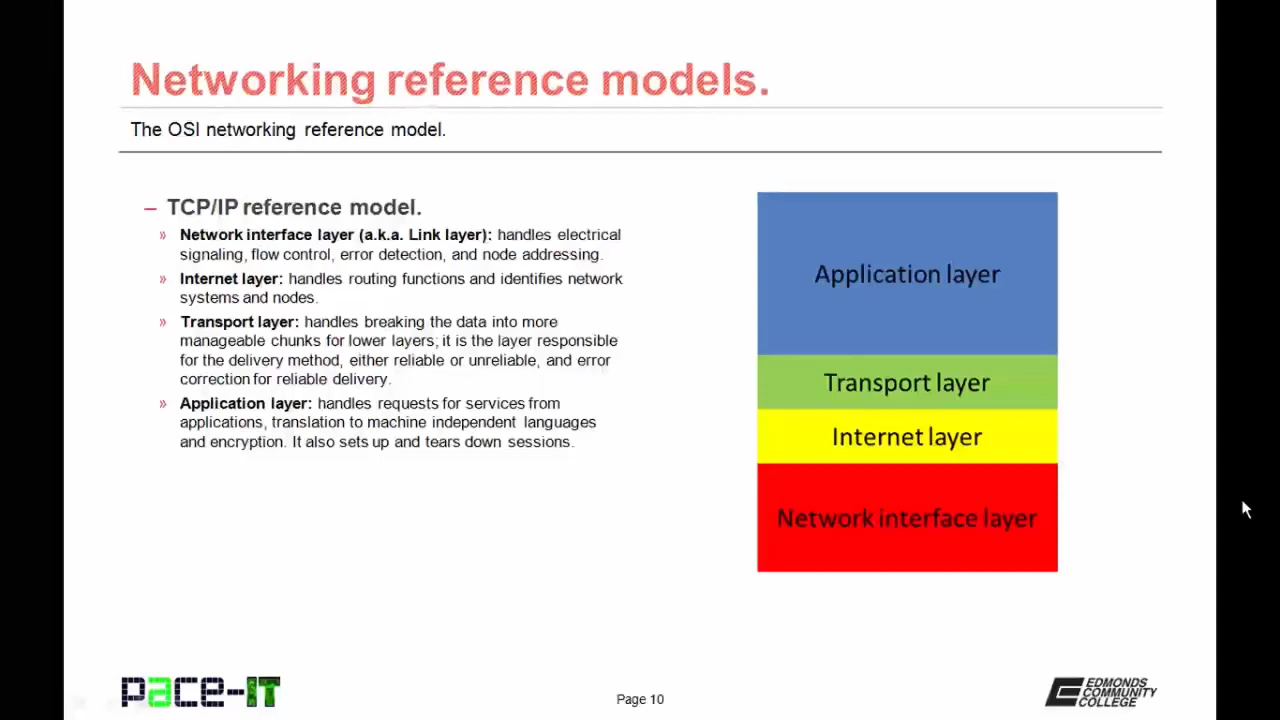 Networking reference models.
The OSI networking reference model.
– TCP/IP reference model.
» Network interface layer (a.k.a. Link layer): handles electrical
signaling, flow control, error detection, and node addressing.
» Internet layer: handles routing functions and identifies network
systems and nodes.
» Transport layer: handles breaking the data into more
manageable chunks for lower layers; it is the layer responsible
for the delivery method, either reliable or unreliable, and error
correction for reliable delivery.
» Application layer: handles requests for services from
applications, translation to machine independent languages
and encryption. It also sets up and tears down sessions.
Application layer
Transport layer
Internet layer
Network interface layer
pace-IT
Page 10
EDMONDS
COMMUNITY
COLLEGE